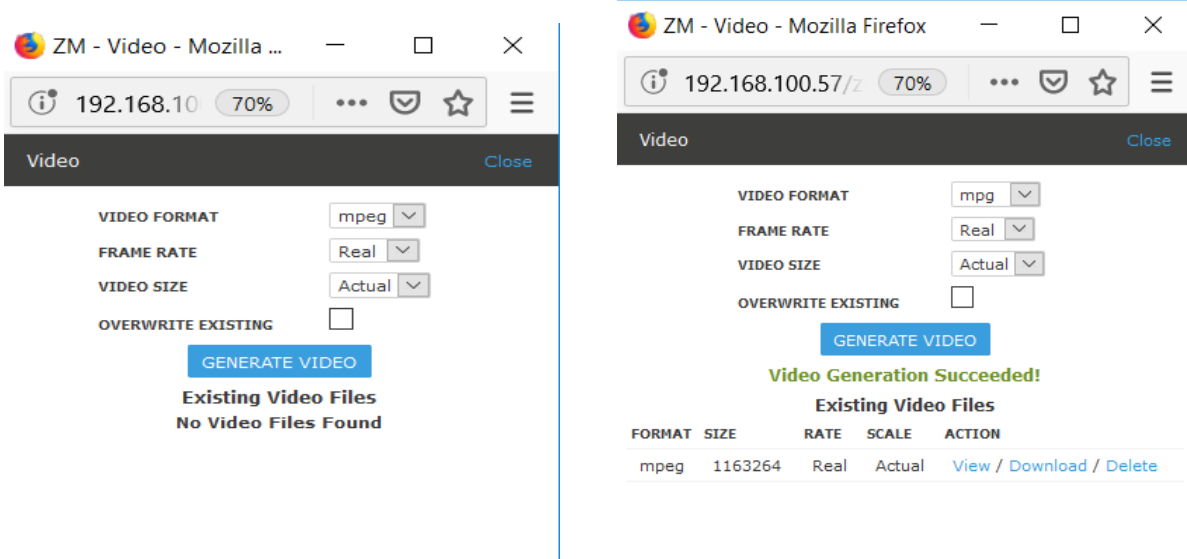 ZM - Video - Mozilla ...
192.168.10 70%
Video Close
VIDEO FORMAT mpeg
FRAME RATE Real
VIDEO SIZE Actual
OVERWRITE EXISTING
GENERATE VIDEO
Existing Video Files
No Video Files Found
ZM - Video - Mozilla Firefox
192.168.100.57/z 70%
Video Close
VIDEO FORMAT mpg
FRAME RATE Real
VIDEO SIZE Actual
OVERWRITE EXISTING
GENERATE VIDEO
Video Generation Succeeded!
Existing Video Files
FORMAT SIZE RATE SCALE ACTION
mpeg 1163264 Real Actual View / Download / Delete